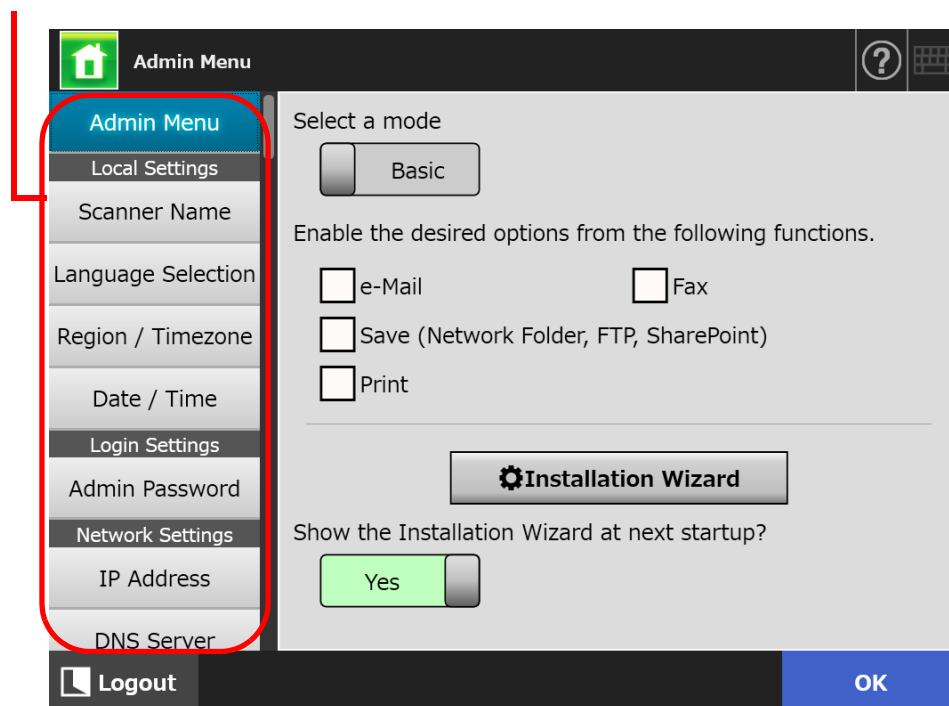 Admin Menu
?
Admin Menu
Local Settings
Scanner Name
Language Selection
Region / Timezone
Date / Time
Login Settings
Admin Password
Network Settings
IP Address
DNS Server
Select a mode
Basic
Enable the desired options from the following functions.
e-Mail Fax
Save (Network Folder, FTP, SharePoint)
Print
Installation Wizard
Show the Installation Wizard at next startup?
Yes
Logout
OK